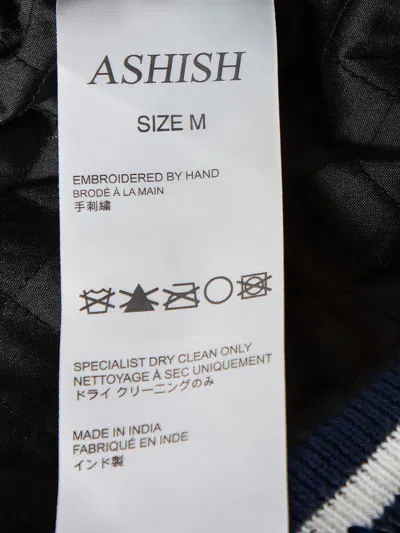 ASHISH
SIZE M
EMBROIDERED BY HAND
BRODÉ À LA MAIN
手刺繍
SPECIALIST DRY CLEAN ONLY
NETTOYAGE À SEC UNIQUEMENT
ドライ クリーニングのみ
MADE IN INDIA
FABRIQUÉ EN INDE
インド製